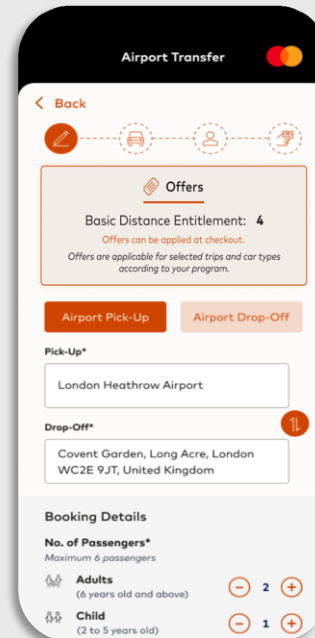 Airport Transfer
Back
Offers
Basic Distance Entitlement: 4
Offers can be applied at checkout.
Offers are applicable for selected trips and car types
according to your program.
Airport Pick-Up
Airport Drop-Off
Pick-Up*
London Heathrow Airport
Drop-Off*
Covent Garden, Long Acre, London
WC2E 9JT, United Kingdom
Booking Details
No. of Passengers*
Maximum 6 passengers
Adults
(6 years old and above)
2
Child
(2 to 5 years old)
1